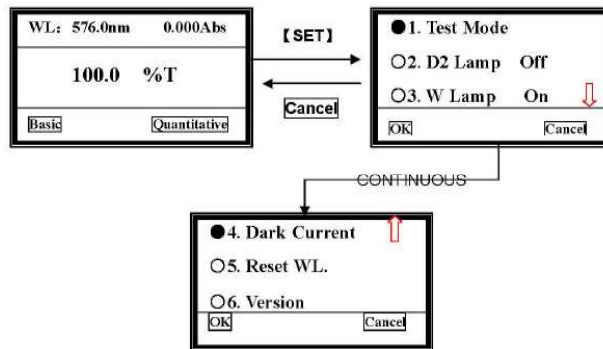 WL: 576.0nm 0.000Abs
100.0 %T
Basic Quantitative
【SET】
Cancel
●1. Test Mode
○2. D2 Lamp Off
○3. W Lamp On
OK Cancel
CONTINUOUS
●4. Dark Current
○5. Reset WL.
○6. Version
OK Cancel